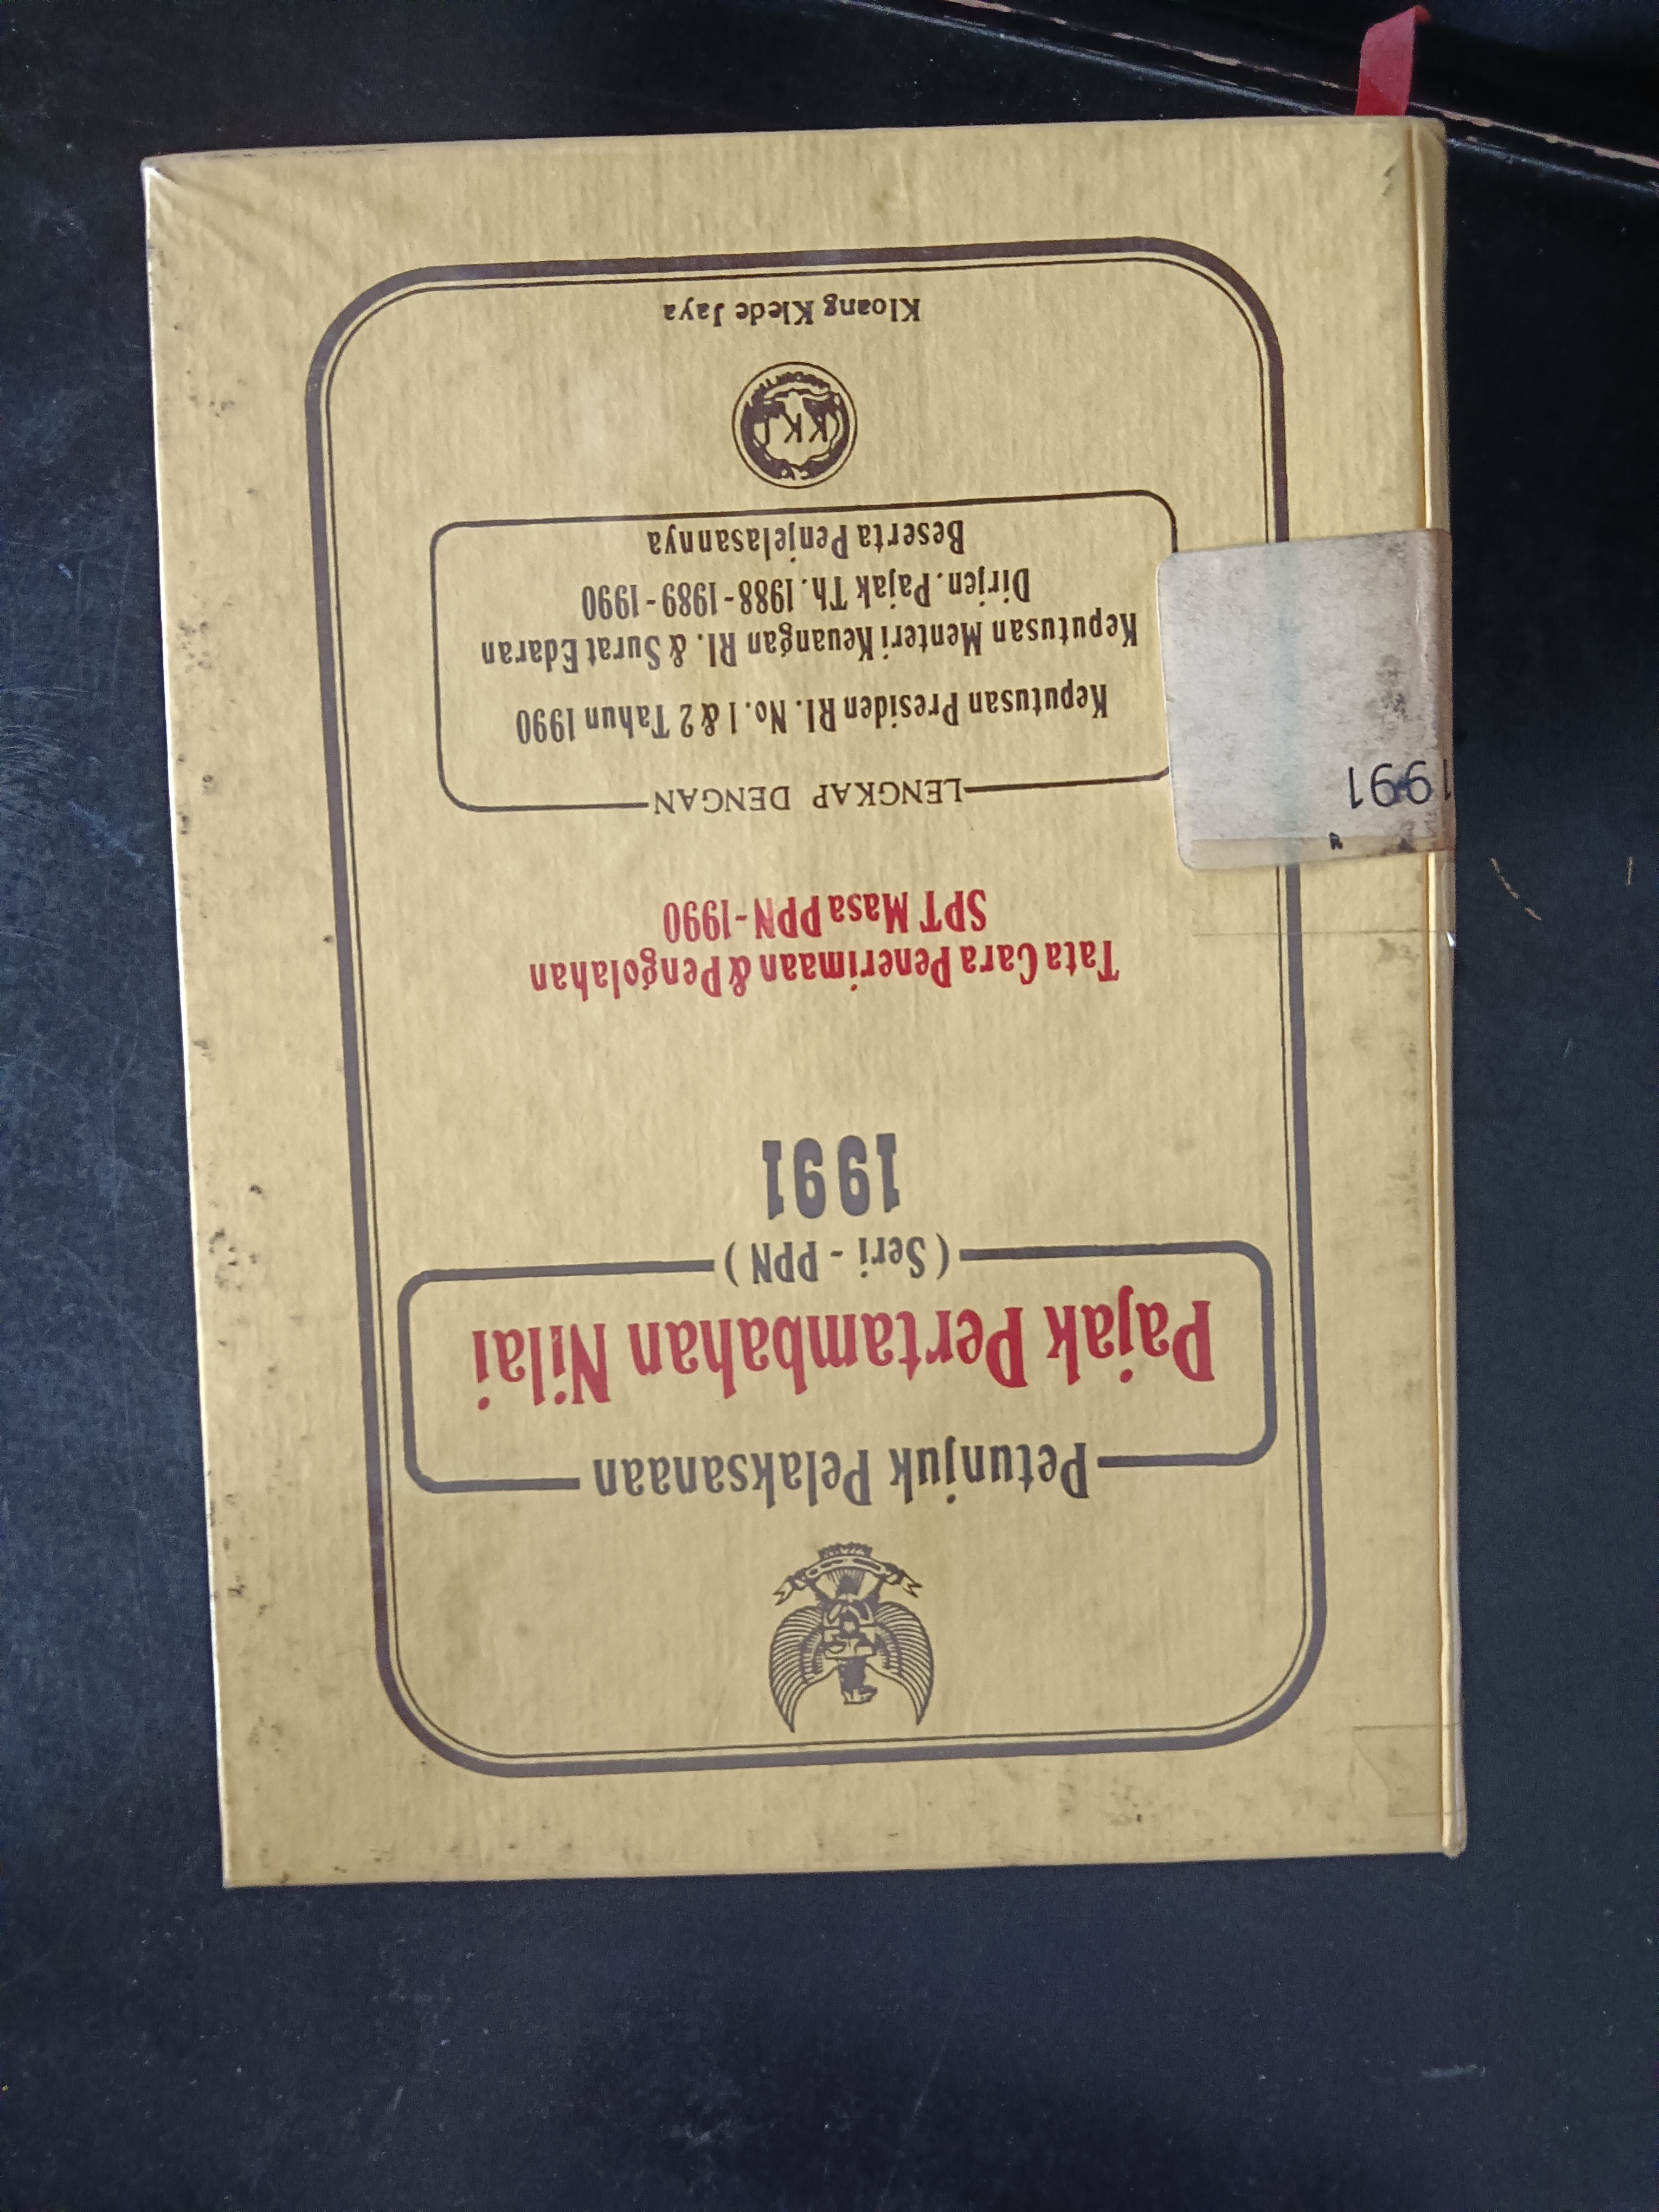 Petunjuk Pelaksanaan
Pajak Pertambahan Nilai
( Seri - PPN )
1991
Tata Cara Penerimaan & Pengolahan
SPT Masa PPN - 1990
LENGKAP DENGAN
Keputusan Presiden RI. No. 1 & 2 Tahun 1990
Keputusan Menteri Keuangan RI. & Surat Edaran
Dirjen. Pajak Th. 1988 - 1989 - 1990
Beserta Penjelasannya
KKJ
Kloang Klede Jaya
1991